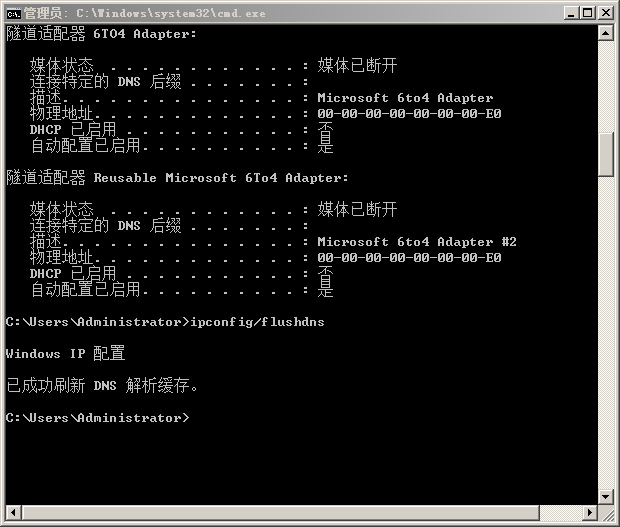 管理员: C:\Windows\system32\cmd.exe
隧道适配器 6TO4 Adapter:
媒体状态  . . . . . . . . . . . . : 媒体已断开
连接特定的 DNS 后缀 . . . . . . . :
描述. . . . . . . . . . . . . . . : Microsoft 6to4 Adapter
物理地址. . . . . . . . . . . . . : 00-00-00-00-00-00-00-E0
DHCP 已启用 . . . . . . . . . . . : 否
自动配置已启用. . . . . . . . . . : 是
隧道适配器 Reusable Microsoft 6To4 Adapter:
媒体状态  . . . . . . . . . . . . : 媒体已断开
连接特定的 DNS 后缀 . . . . . . . :
描述. . . . . . . . . . . . . . . : Microsoft 6to4 Adapter #2
物理地址. . . . . . . . . . . . . : 00-00-00-00-00-00-00-E0
DHCP 已启用 . . . . . . . . . . . : 否
自动配置已启用. . . . . . . . . . : 是
C:\Users\Administrator>ipconfig/flushdns
Windows IP 配置
已成功刷新 DNS 解析缓存。
C:\Users\Administrator>